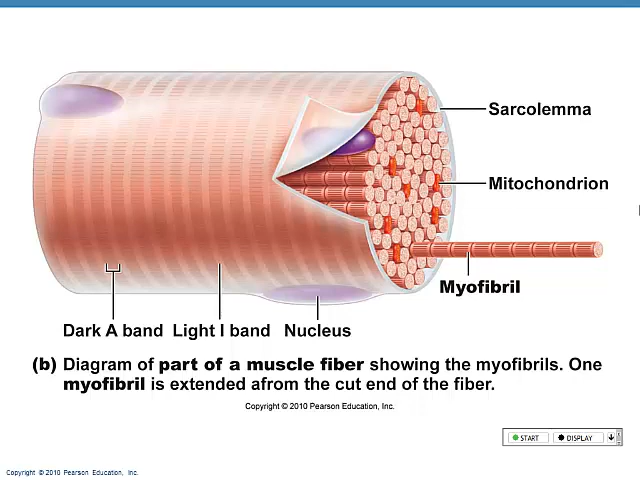 Sarcolemma
Mitochondrion
Myofibril
Dark A band Light I band Nucleus
(b) Diagram of part of a muscle fiber showing the myofibrils. One
myofibril is extended afrom the cut end of the fiber.
Copyright © 2010 Pearson Education, Inc.
START DISPLAY
Copyright © 2010 Pearson Education, Inc.